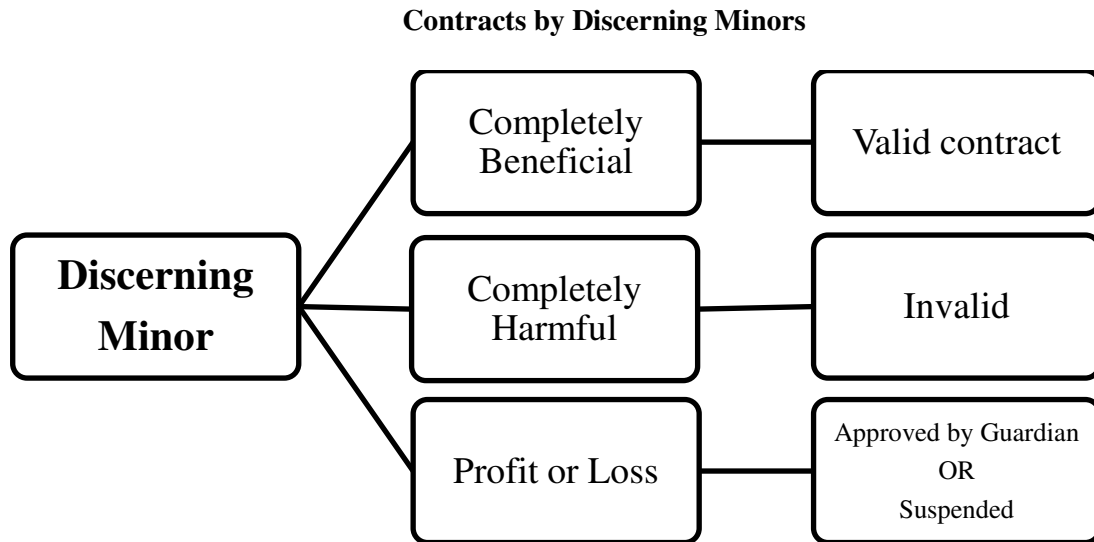 Contracts by Discerning Minors
Completely
Beneficial
Valid contract
Discerning
Minor
Completely
Harmful
Invalid
Profit or Loss
Approved by Guardian
OR
Suspended